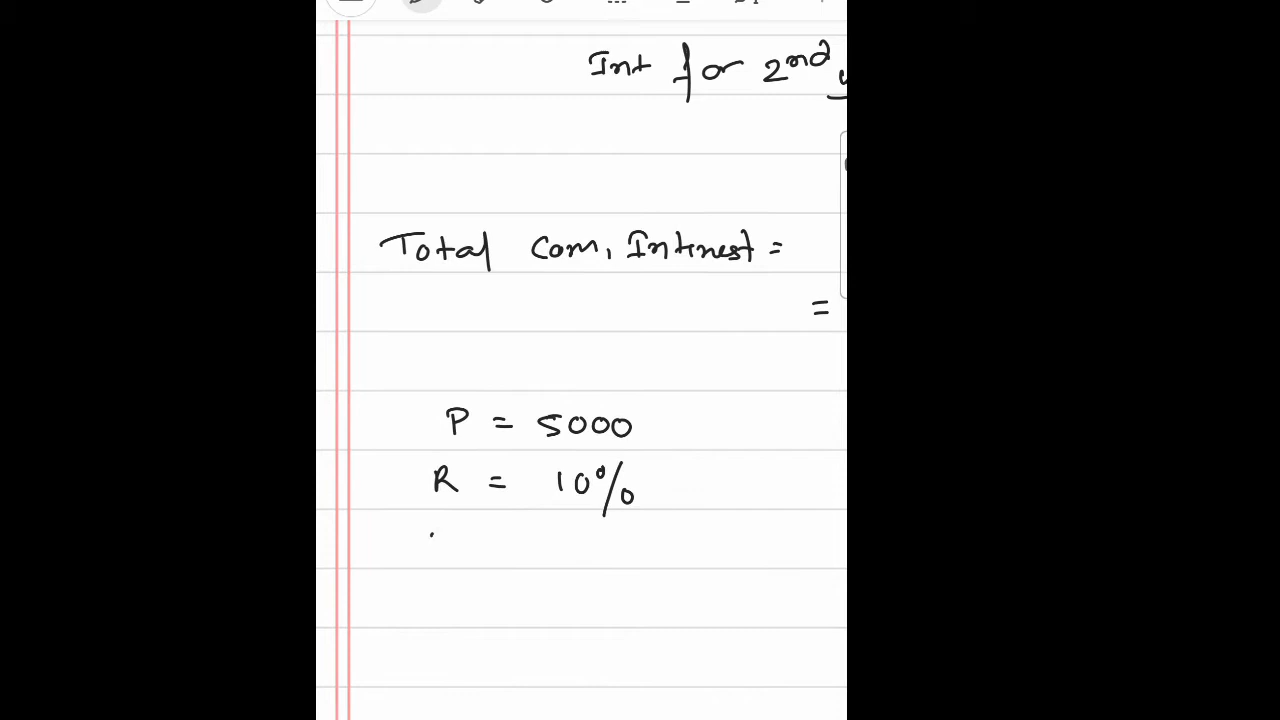 Int for 2nd
Total Com. Interest =
=
P = 5000
R = 10%